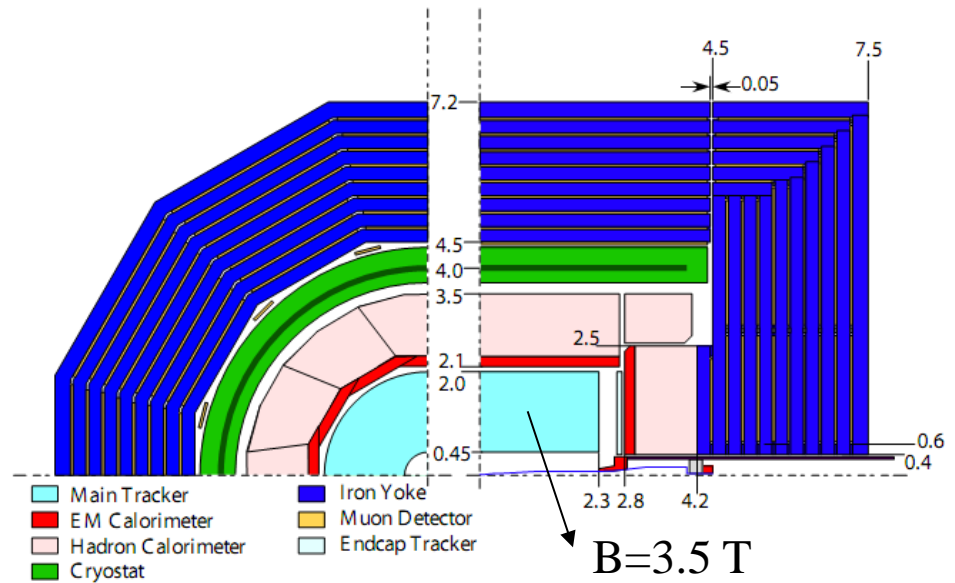 4.5 7.5
0.05
7.2
4.5
4.0
3.5
2.5
2.1
2.0
0.45
0.6
0.4
2.3 2.8 4.2
Main Tracker
EM Calorimeter
Hadron Calorimeter
Cryostat
Iron Yoke
Muon Detector
Endcap Tracker
B=3.5 T